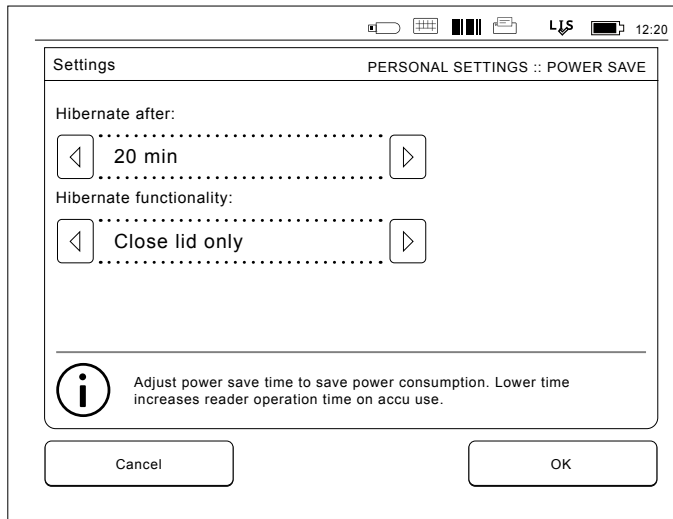 LIS 12:20
Settings PERSONAL SETTINGS :: POWER SAVE
Hibernate after:
20 min
Hibernate functionality:
Close lid only
Adjust power save time to save power consumption. Lower time
increases reader operation time on accu use.
Cancel OK